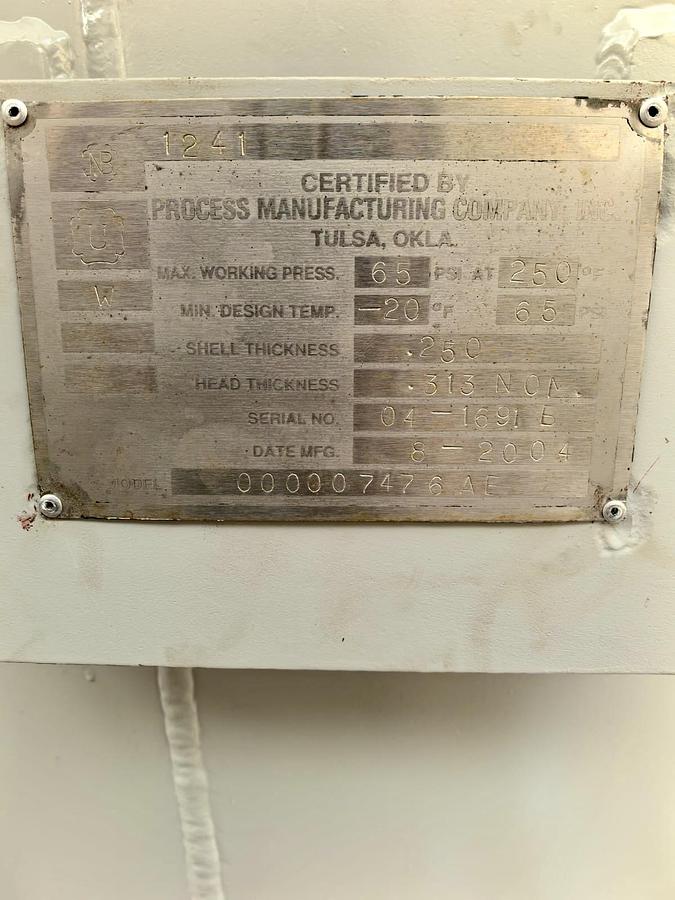 NB 1241
CERTIFIED BY
PROCESS MANUFACTURING COMPANY, INC.
U
TULSA, OKLA.
MAX. WORKING PRESS. 65 PSI AT 250 °F
W
MIN. DESIGN TEMP. -20 °F 65 PSI
SHELL THICKNESS .250
HEAD THICKNESS .313 NOM.
SERIAL NO. 04-1691 E
DATE MFG. 8-2004
MODEL 000007476 AE